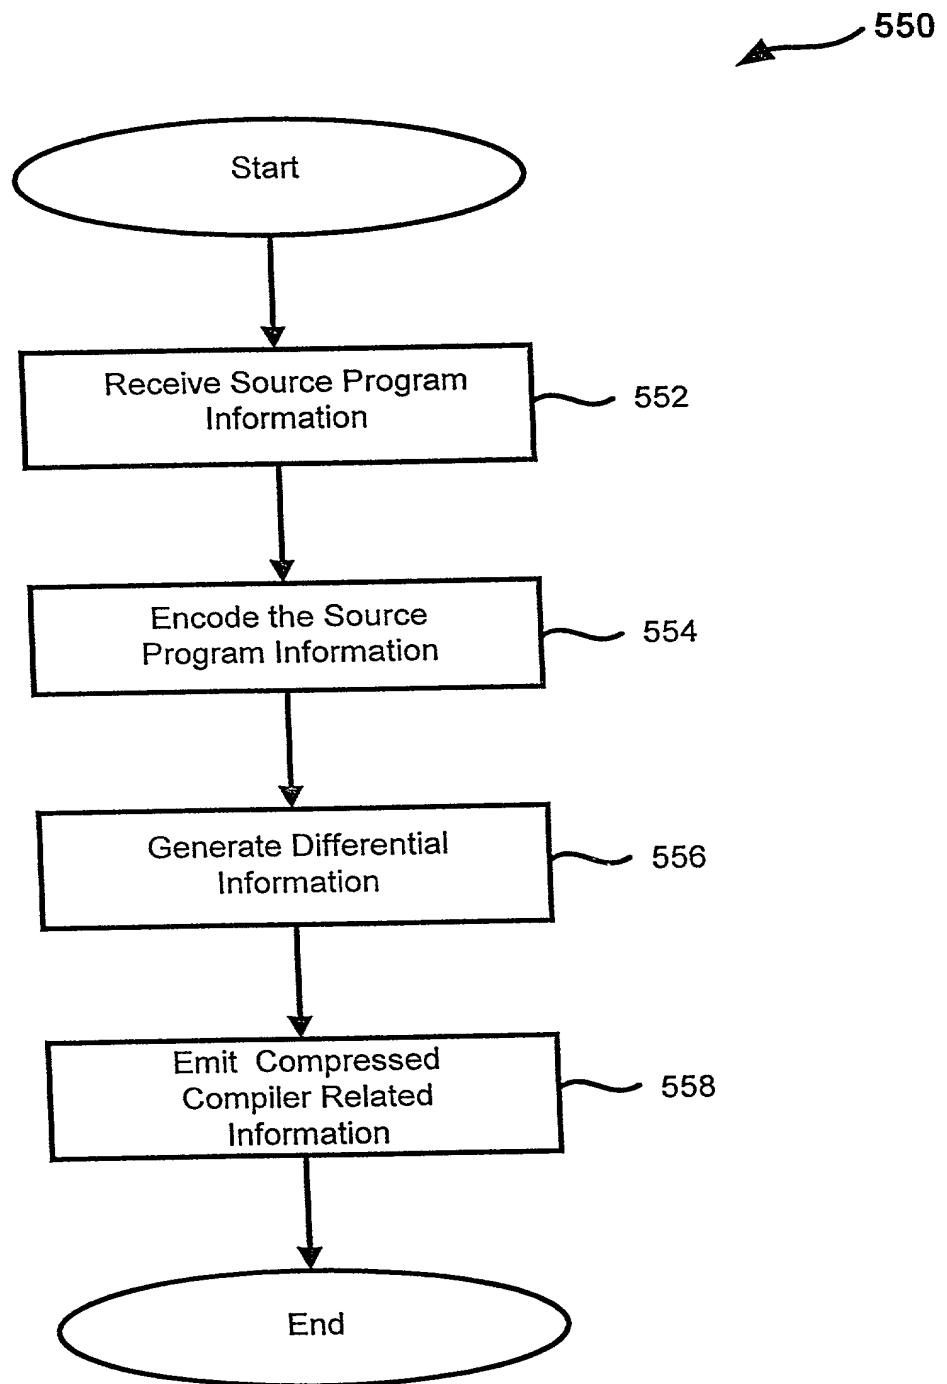 550
Start
Receive Source Program
Information
552
Encode the Source
Program Information
554
Generate Differential
Information
556
Emit Compressed
Compiler Related
Information
558
End